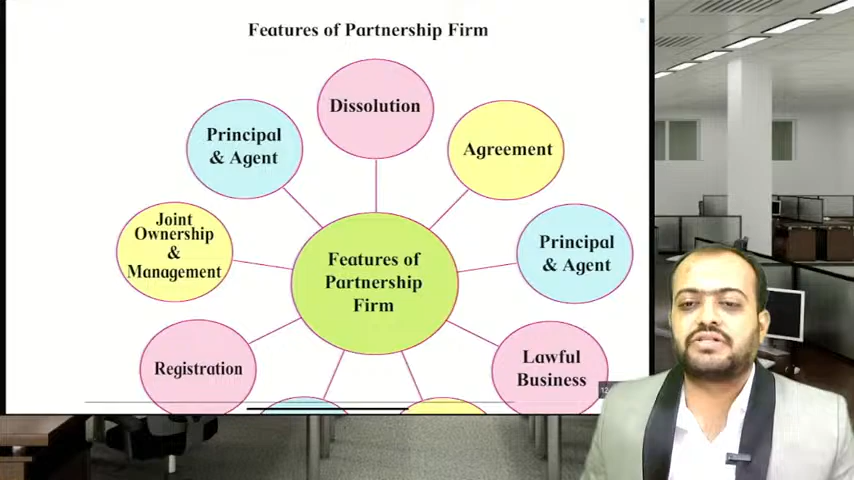 Features of Partnership Firm
Dissolution
Principal
& Agent
Agreement
Joint
Ownership
&
Management
Features of
Partnership
Firm
Principal
& Agent
Registration
Lawful
Business